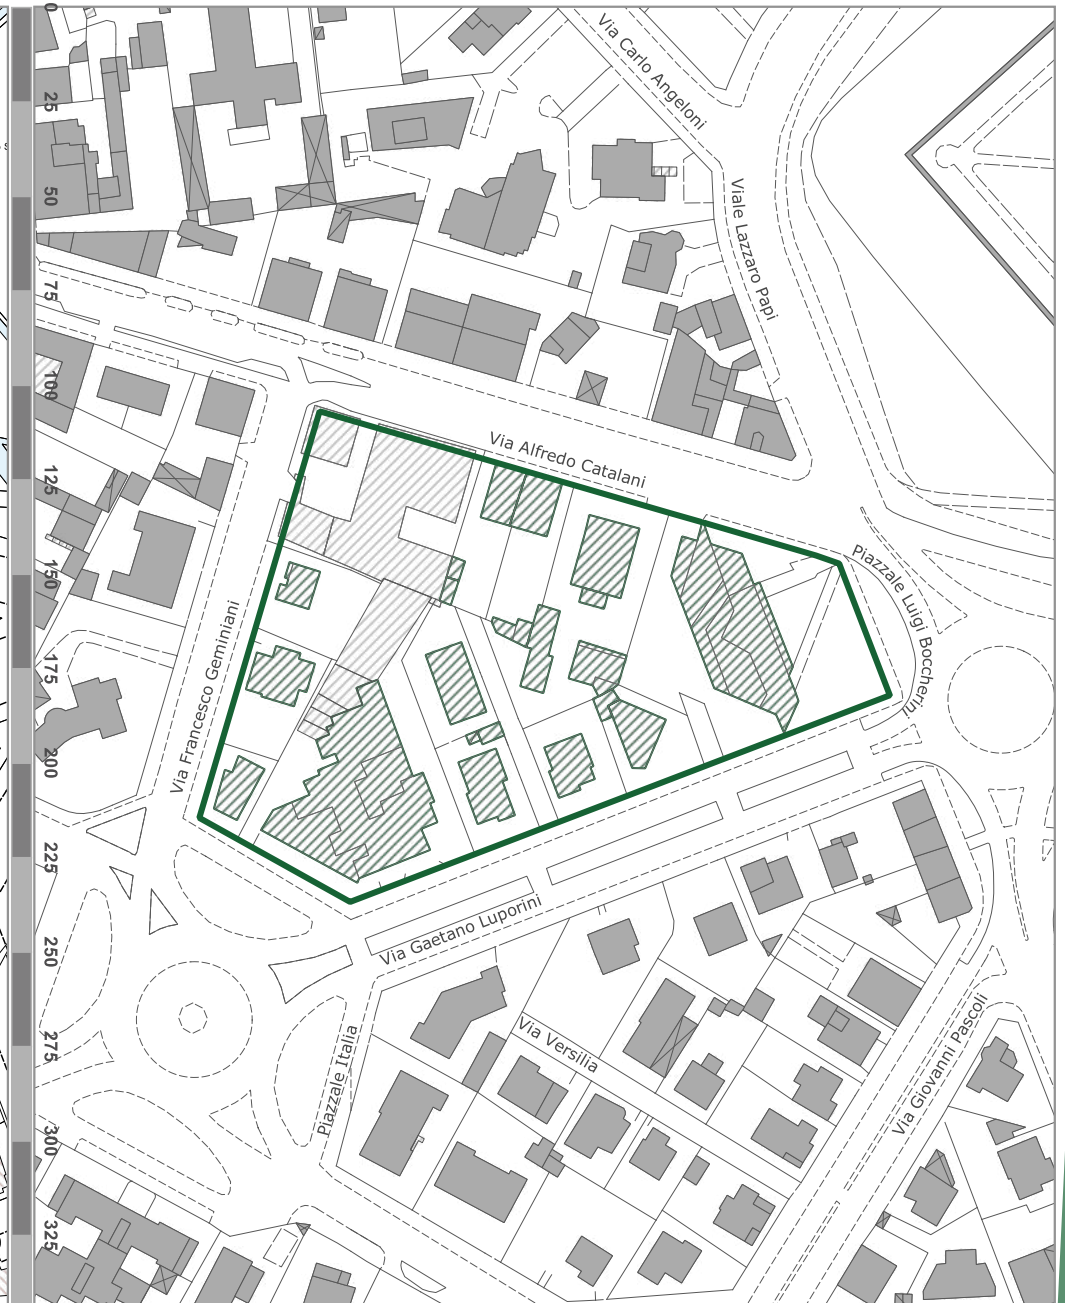 0
25
50
75
100
125
150
175
200
225
250
275
300
325
Via Carlo Angeloni
Viale Lazzaro Papi
Via Alfredo Catalani
Piazzale Luigi Boccherini
Via Francesco Geminiani
Via Gaetano Luporini
Piazzale Italia
Via Versilia
Via Giovanni Pascoli